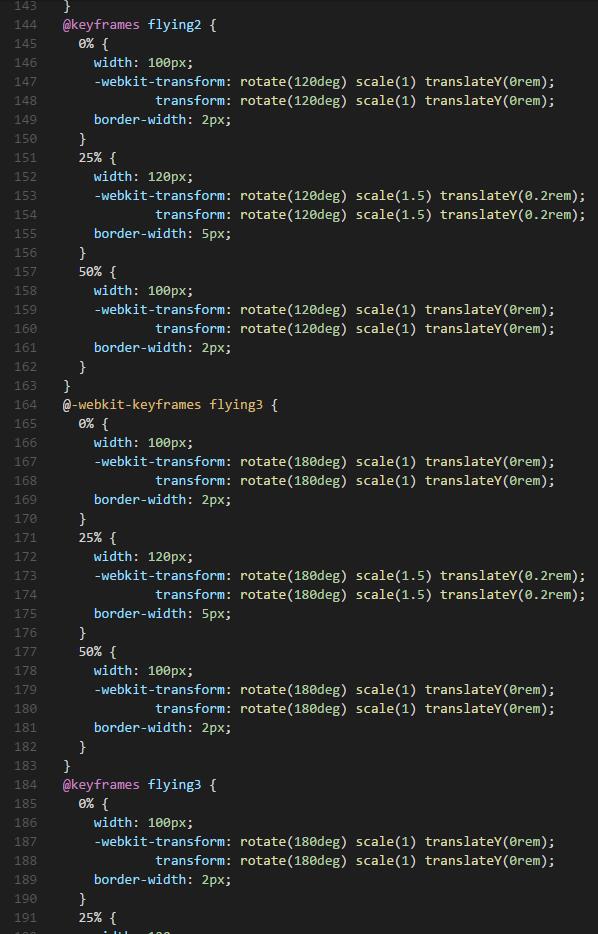 143    }
144    @keyframes flying2 {
145      0% {
146        width: 100px;
147        -webkit-transform: rotate(120deg) scale(1) translateY(0rem);
148                transform: rotate(120deg) scale(1) translateY(0rem);
149        border-width: 2px;
150      }
151      25% {
152        width: 120px;
153        -webkit-transform: rotate(120deg) scale(1.5) translateY(0.2rem);
154                transform: rotate(120deg) scale(1.5) translateY(0.2rem);
155        border-width: 5px;
156      }
157      50% {
158        width: 100px;
159        -webkit-transform: rotate(120deg) scale(1) translateY(0rem);
160                transform: rotate(120deg) scale(1) translateY(0rem);
161        border-width: 2px;
162      }
163    }
164    @-webkit-keyframes flying3 {
165      0% {
166        width: 100px;
167        -webkit-transform: rotate(180deg) scale(1) translateY(0rem);
168                transform: rotate(180deg) scale(1) translateY(0rem);
169        border-width: 2px;
170      }
171      25% {
172        width: 120px;
173        -webkit-transform: rotate(180deg) scale(1.5) translateY(0.2rem);
174                transform: rotate(180deg) scale(1.5) translateY(0.2rem);
175        border-width: 5px;
176      }
177      50% {
178        width: 100px;
179        -webkit-transform: rotate(180deg) scale(1) translateY(0rem);
180                transform: rotate(180deg) scale(1) translateY(0rem);
181        border-width: 2px;
182      }
183    }
184    @keyframes flying3 {
185      0% {
186        width: 100px;
187        -webkit-transform: rotate(180deg) scale(1) translateY(0rem);
188                transform: rotate(180deg) scale(1) translateY(0rem);
189        border-width: 2px;
190      }
191      25% {